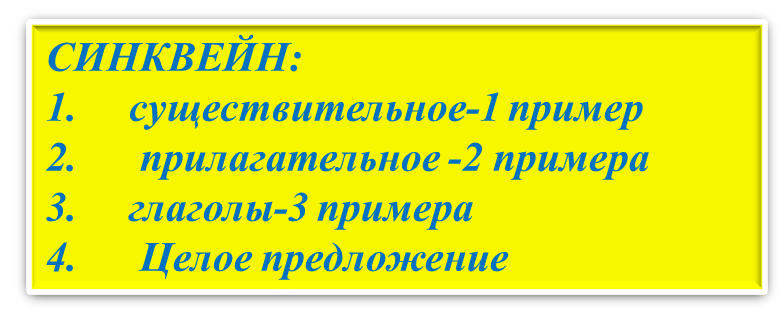 СИНКВЕЙН:
1. существительное-1 пример
2. прилагательное -2 примера
3. глаголы-3 примера
4. Целое предложение